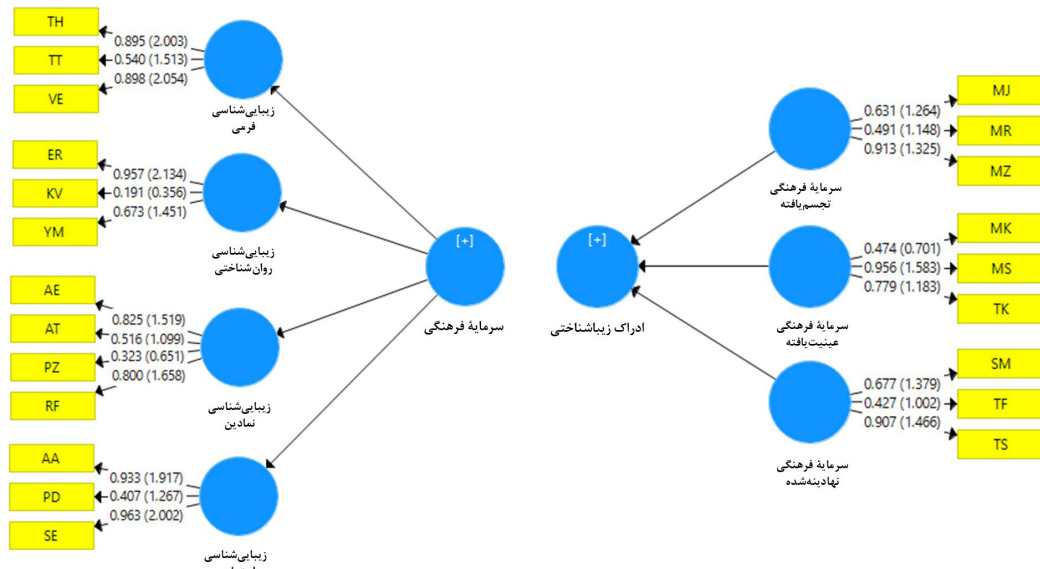 TH
TT
VE
0.895 (2.003)
0.540 (1.513)
0.898 (2.054)
زیبایی‌شناسی
فرمی
ER
KV
YM
0.957 (2.134)
0.191 (0.356)
0.673 (1.451)
زیبایی‌شناسی
روان‌شناختی
AE
AT
PZ
RF
0.825 (1.519)
0.516 (1.099)
0.323 (0.651)
0.800 (1.658)
زیبایی‌شناسی
نمادین
AA
PD
SE
0.933 (1.917)
0.407 (1.267)
0.963 (2.002)
زیبایی‌شناسی
[+]
سرمایهٔ فرهنگی
[+]
ادراک زیباشناختی
MJ
MR
MZ
0.631 (1.264)
0.491 (1.148)
0.913 (1.325)
سرمایهٔ فرهنگی
تجسم‌یافته
MK
MS
TK
0.474 (0.701)
0.956 (1.583)
0.779 (1.183)
سرمایهٔ فرهنگی
عینیت‌یافته
SM
TF
TS
0.677 (1.379)
0.427 (1.002)
0.907 (1.466)
سرمایهٔ فرهنگی
نهادینه‌شده